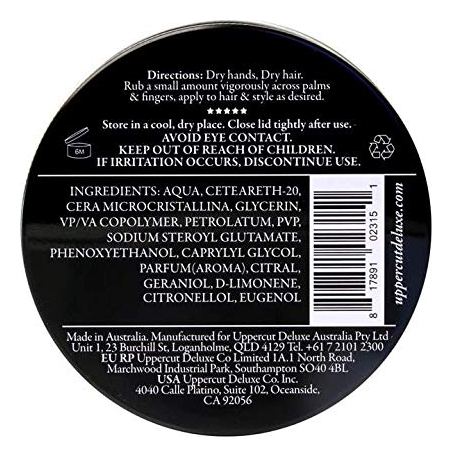 Directions: Dry hands, Dry hair.
Rub a small amount vigorously across palms
& fingers, apply to hair & style as desired.
★★★★★
Store in a cool, dry place. Close lid tightly after use.
AVOID EYE CONTACT.
KEEP OUT OF REACH OF CHILDREN.
IF IRRITATION OCCURS, DISCONTINUE USE.
6M
INGREDIENTS: AQUA, CETEARETH-20,
CERA MICROCRISTALLINA, GLYCERIN,
VP/VA COPOLYMER, PETROLATUM, PVP,
SODIUM STEROYL GLUTAMATE,
PHENOXYETHANOL, CAPRYLYL GLYCOL,
PARFUM(AROMA), CITRAL,
GERANIOL, D-LIMONENE,
CITRONELLOL, EUGENOL
8 17891 02315 1
uppercutdeluxe.com
Made in Australia. Manufactured for Uppercut Deluxe Australia Pty Ltd
Unit 1, 23 Burchill St, Loganholme, QLD 4129 Tel. +61 7 2101 2300
EU RP Uppercut Deluxe Co Limited 1A.1 North Road,
Marchwood Industrial Park, Southampton SO 40 4BL
USA Uppercut Deluxe Co. Inc.
4040 Calle Platino, Suite 102, Oceanside,
CA 92056